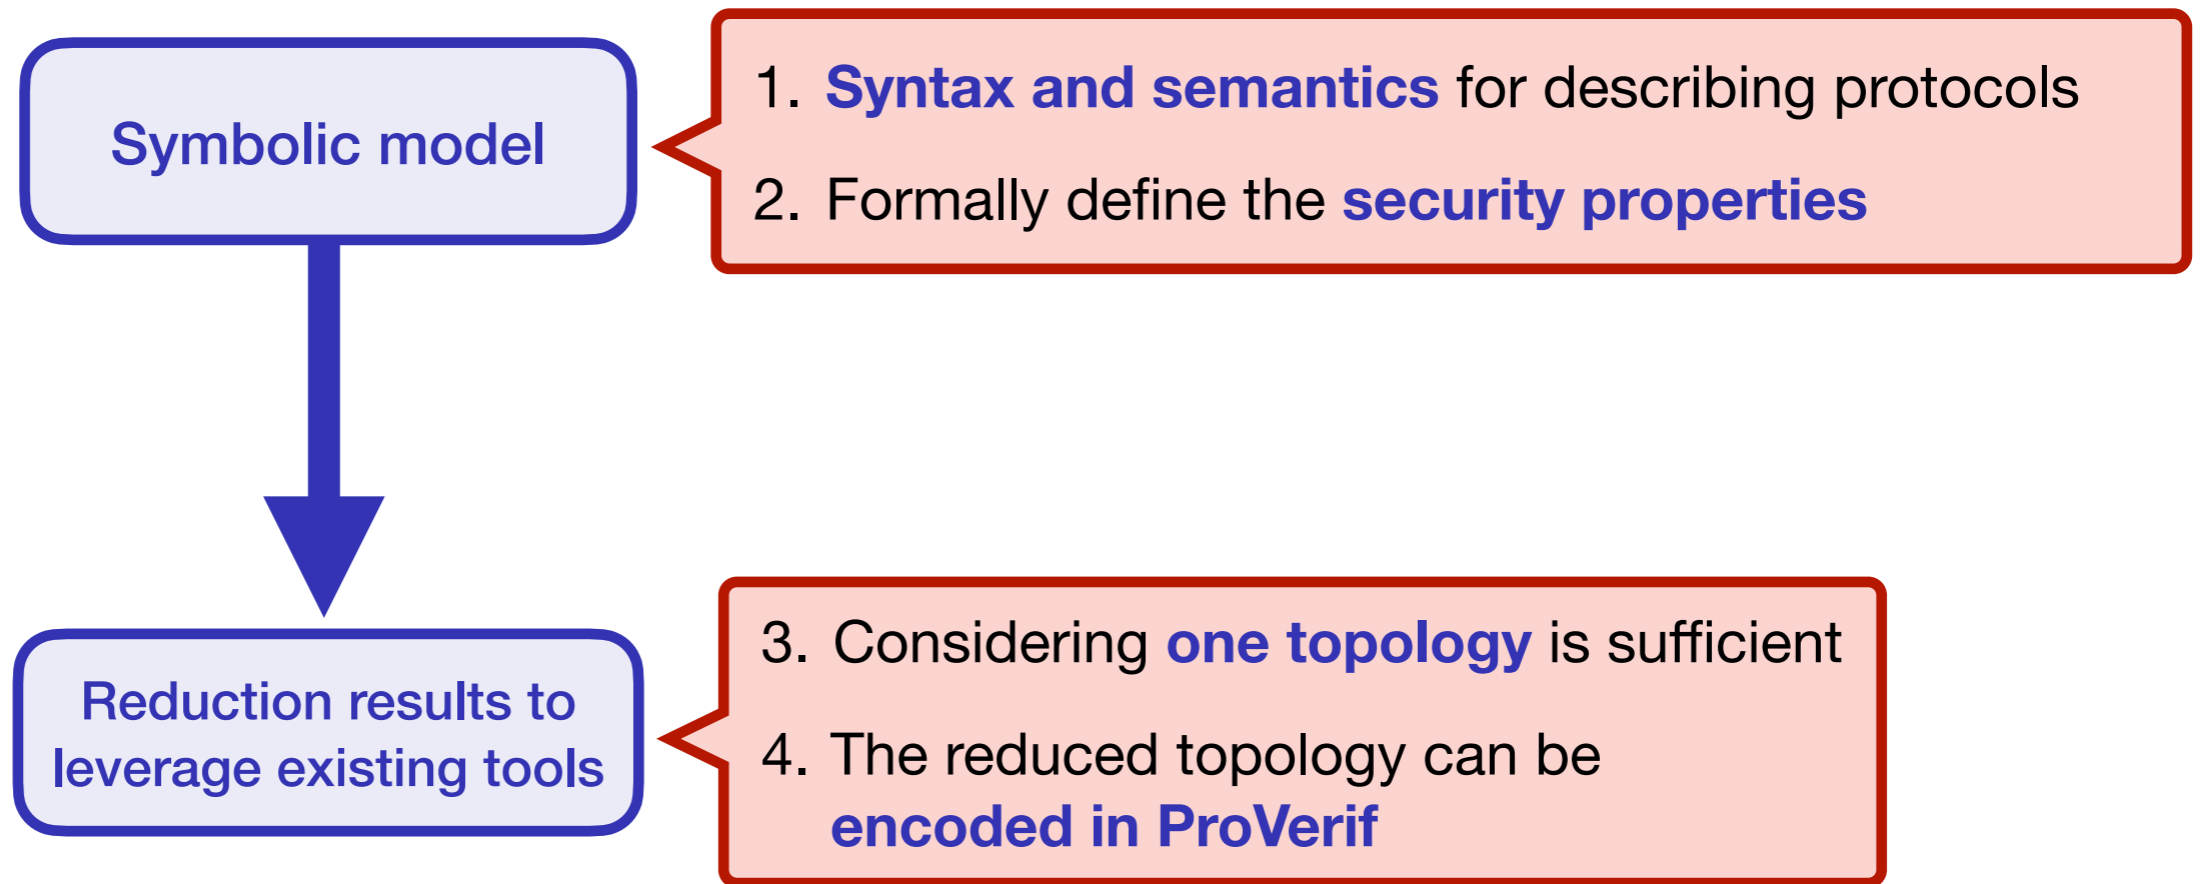 Symbolic model
1. Syntax and semantics for describing protocols
2. Formally define the security properties
Reduction results to
leverage existing tools
3. Considering one topology is sufficient
4. The reduced topology can be
encoded in ProVerif